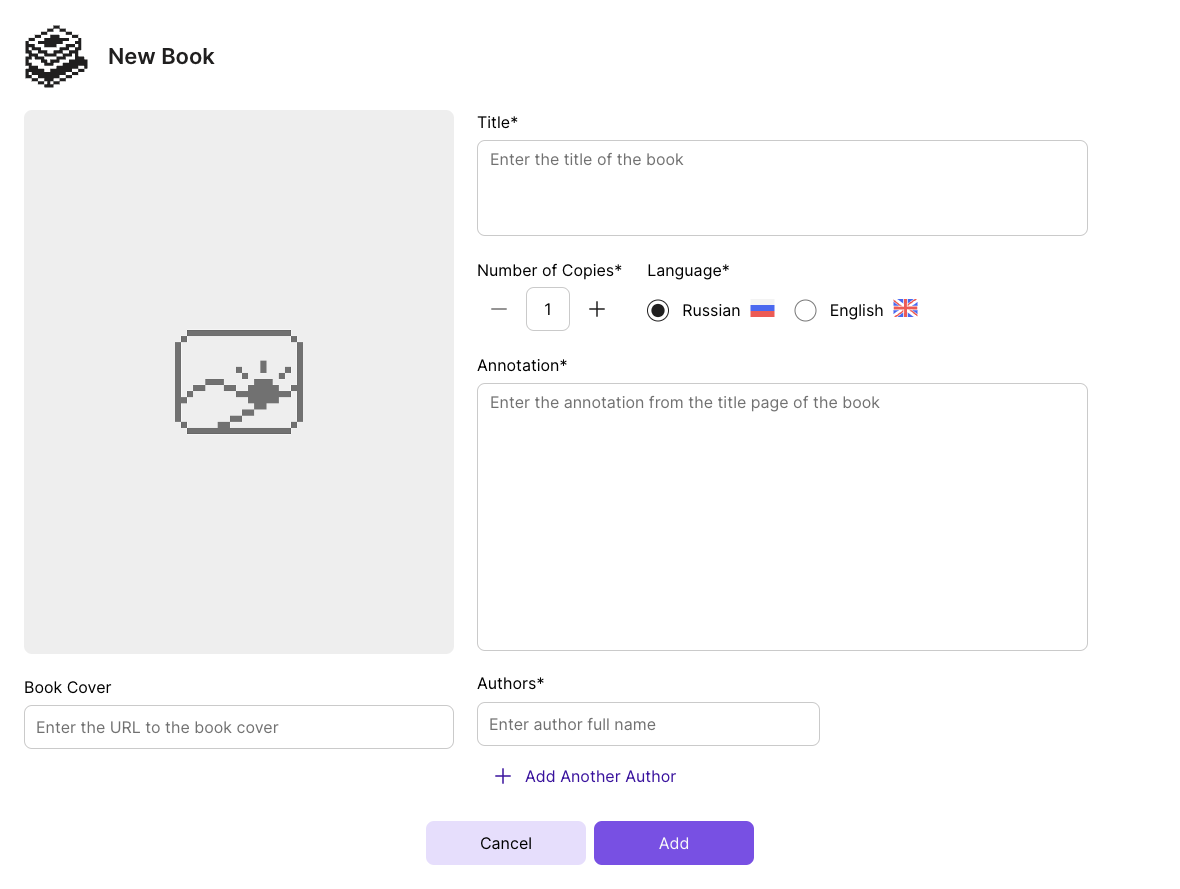 New Book
Title*
Enter the title of the book
Number of Copies*
Language*
1
Russian
English
Annotation*
Enter the annotation from the title page of the book
Book Cover
Enter the URL to the book cover
Authors*
Enter author full name
Add Another Author
Cancel
Add